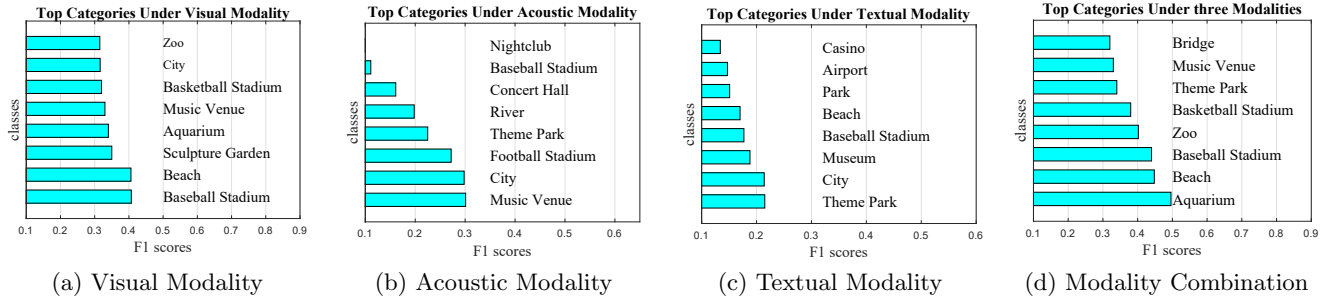 Top Categories Under Visual Modality
Zoo
City
Basketball Stadium
Music Venue
Aquarium
Sculpture Garden
Beach
Baseball Stadium
classes
0.1 0.2 0.3 0.4 0.5 0.6 0.7 0.8 0.9
F1 scores
(a) Visual Modality
Top Categories Under Acoustic Modality
Nightclub
Baseball Stadium
Concert Hall
River
Theme Park
Football Stadium
City
Music Venue
classes
0.1 0.2 0.3 0.4 0.5 0.6
F1 scores
(b) Acoustic Modality
Top Categories Under Textual Modality
Casino
Airport
Park
Beach
Baseball Stadium
Museum
City
Theme Park
classes
0.1 0.2 0.3 0.4 0.5 0.6
F1 scores
(c) Textual Modality
Top Categories Under three Modalities
Bridge
Music Venue
Theme Park
Basketball Stadium
Zoo
Baseball Stadium
Beach
Aquarium
classes
0.1 0.2 0.3 0.4 0.5 0.6 0.7 0.8 0.9
F1 scores
(d) Modality Combination